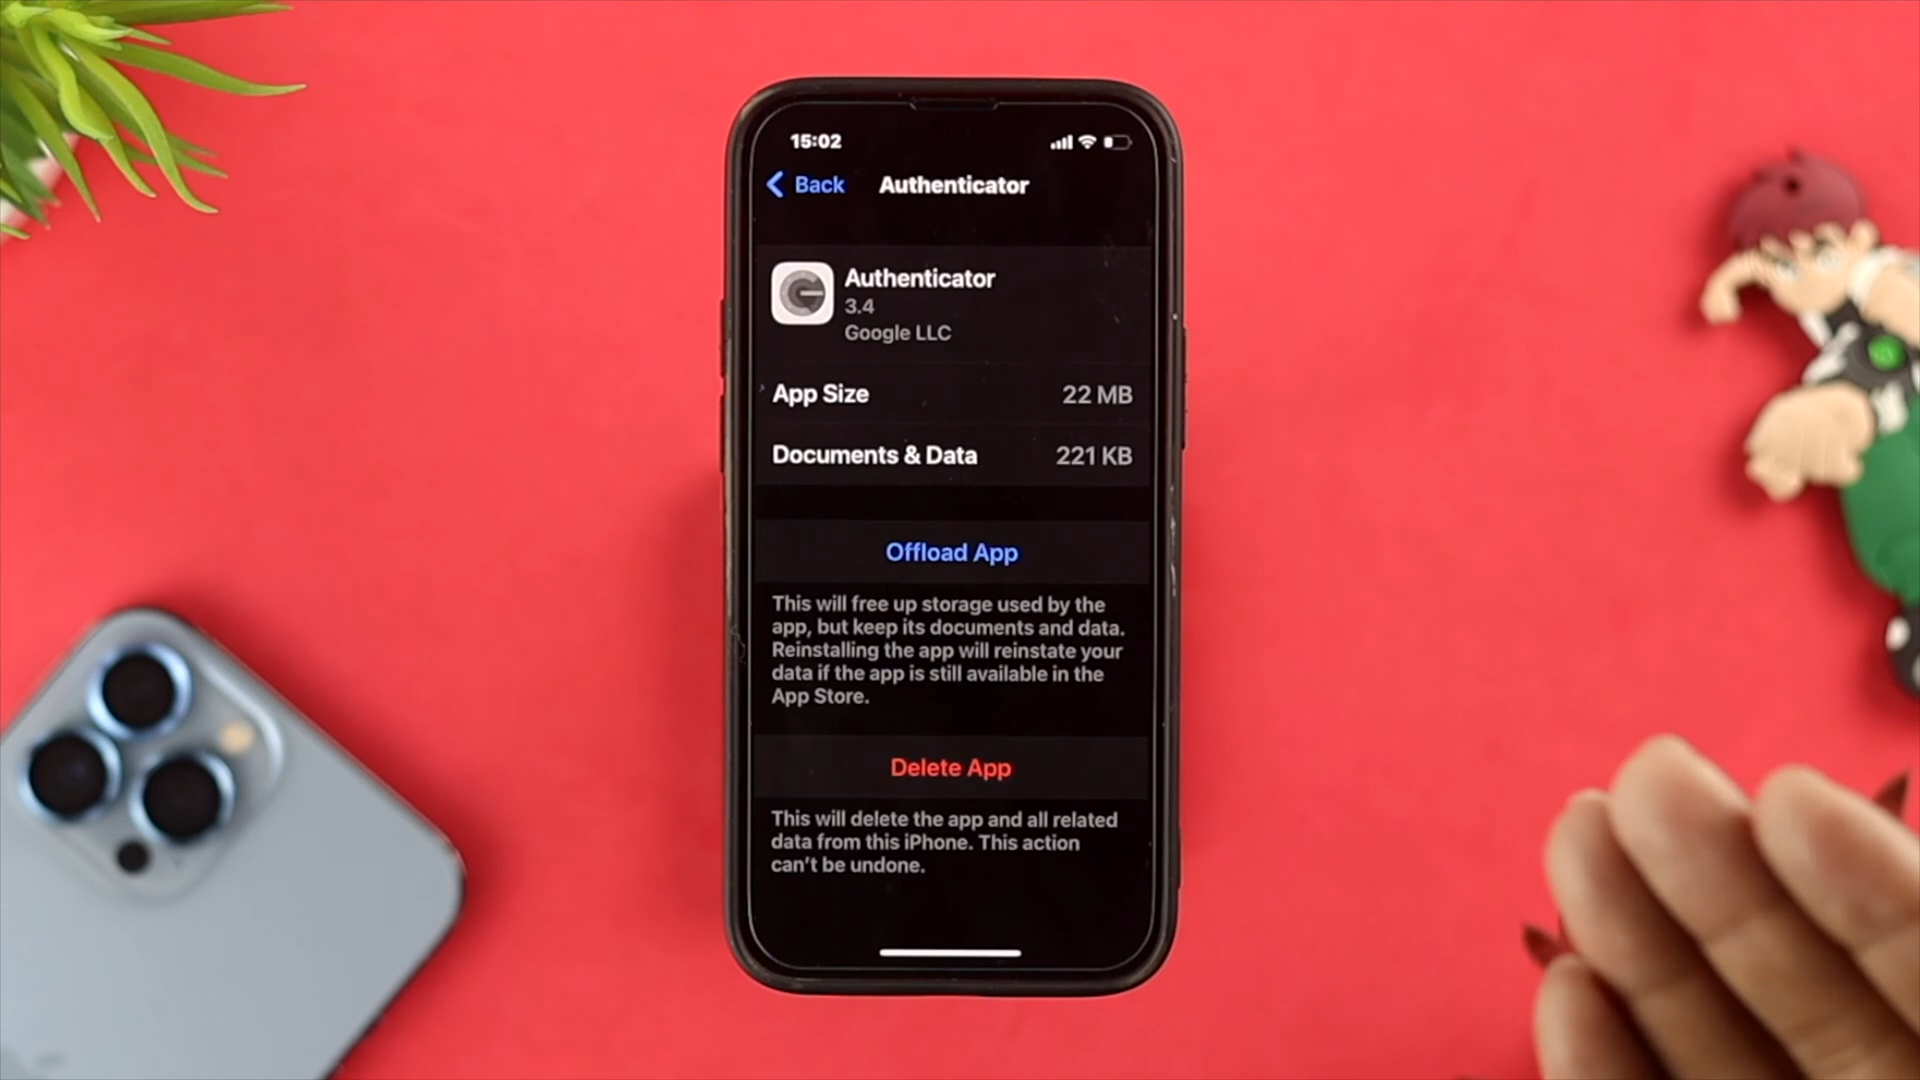 15:02
Back Authenticator
Authenticator
3.4
Google LLC
App Size 22 MB
Documents & Data 221 KB
Offload App
This will free up storage used by the
app, but keep its documents and data.
Reinstalling the app will reinstate your
data if the app is still available in the
App Store.
Delete App
This will delete the app and all related
data from this iPhone. This action
can't be undone.